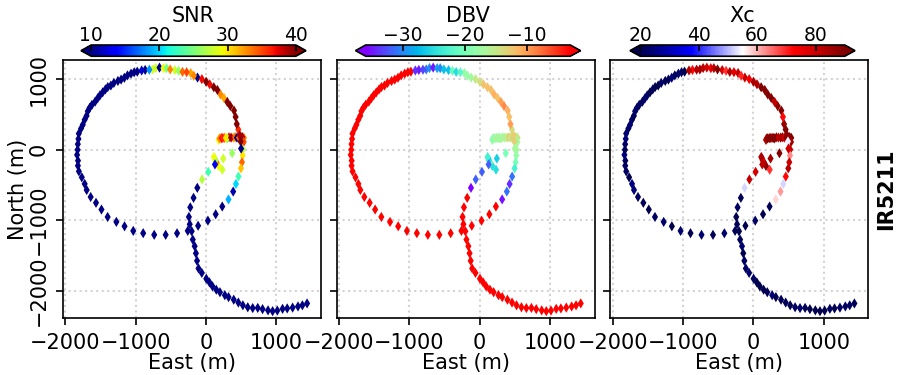 SNR DBV Xc
10 20 30 40 −30 −20 −10 20 40 60 80
1000
0
−1000
−2000
North (m)
IR5211
−2000 −1000 0 1000 −2000 −1000 0 1000 −2000 −1000 0 1000
East (m) East (m) East (m)